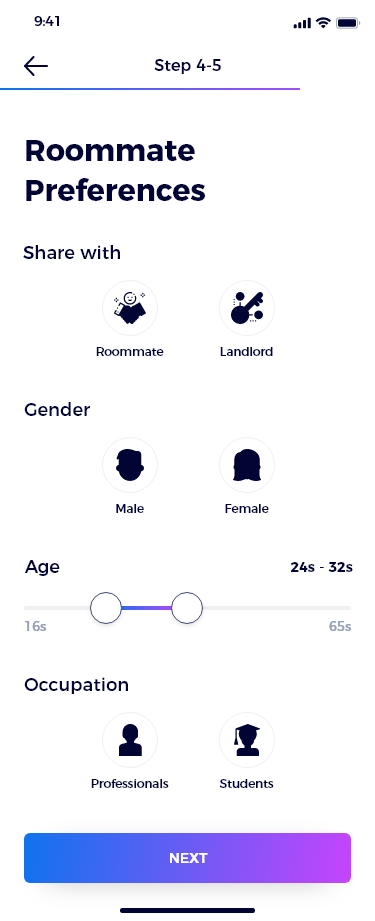 9:41
Step 4-5
Roommate
Preferences
Share with
Roommate
Landlord
Gender
Male
Female
Age
24s - 32s
16s
65s
Occupation
Professionals
Students
NEXT